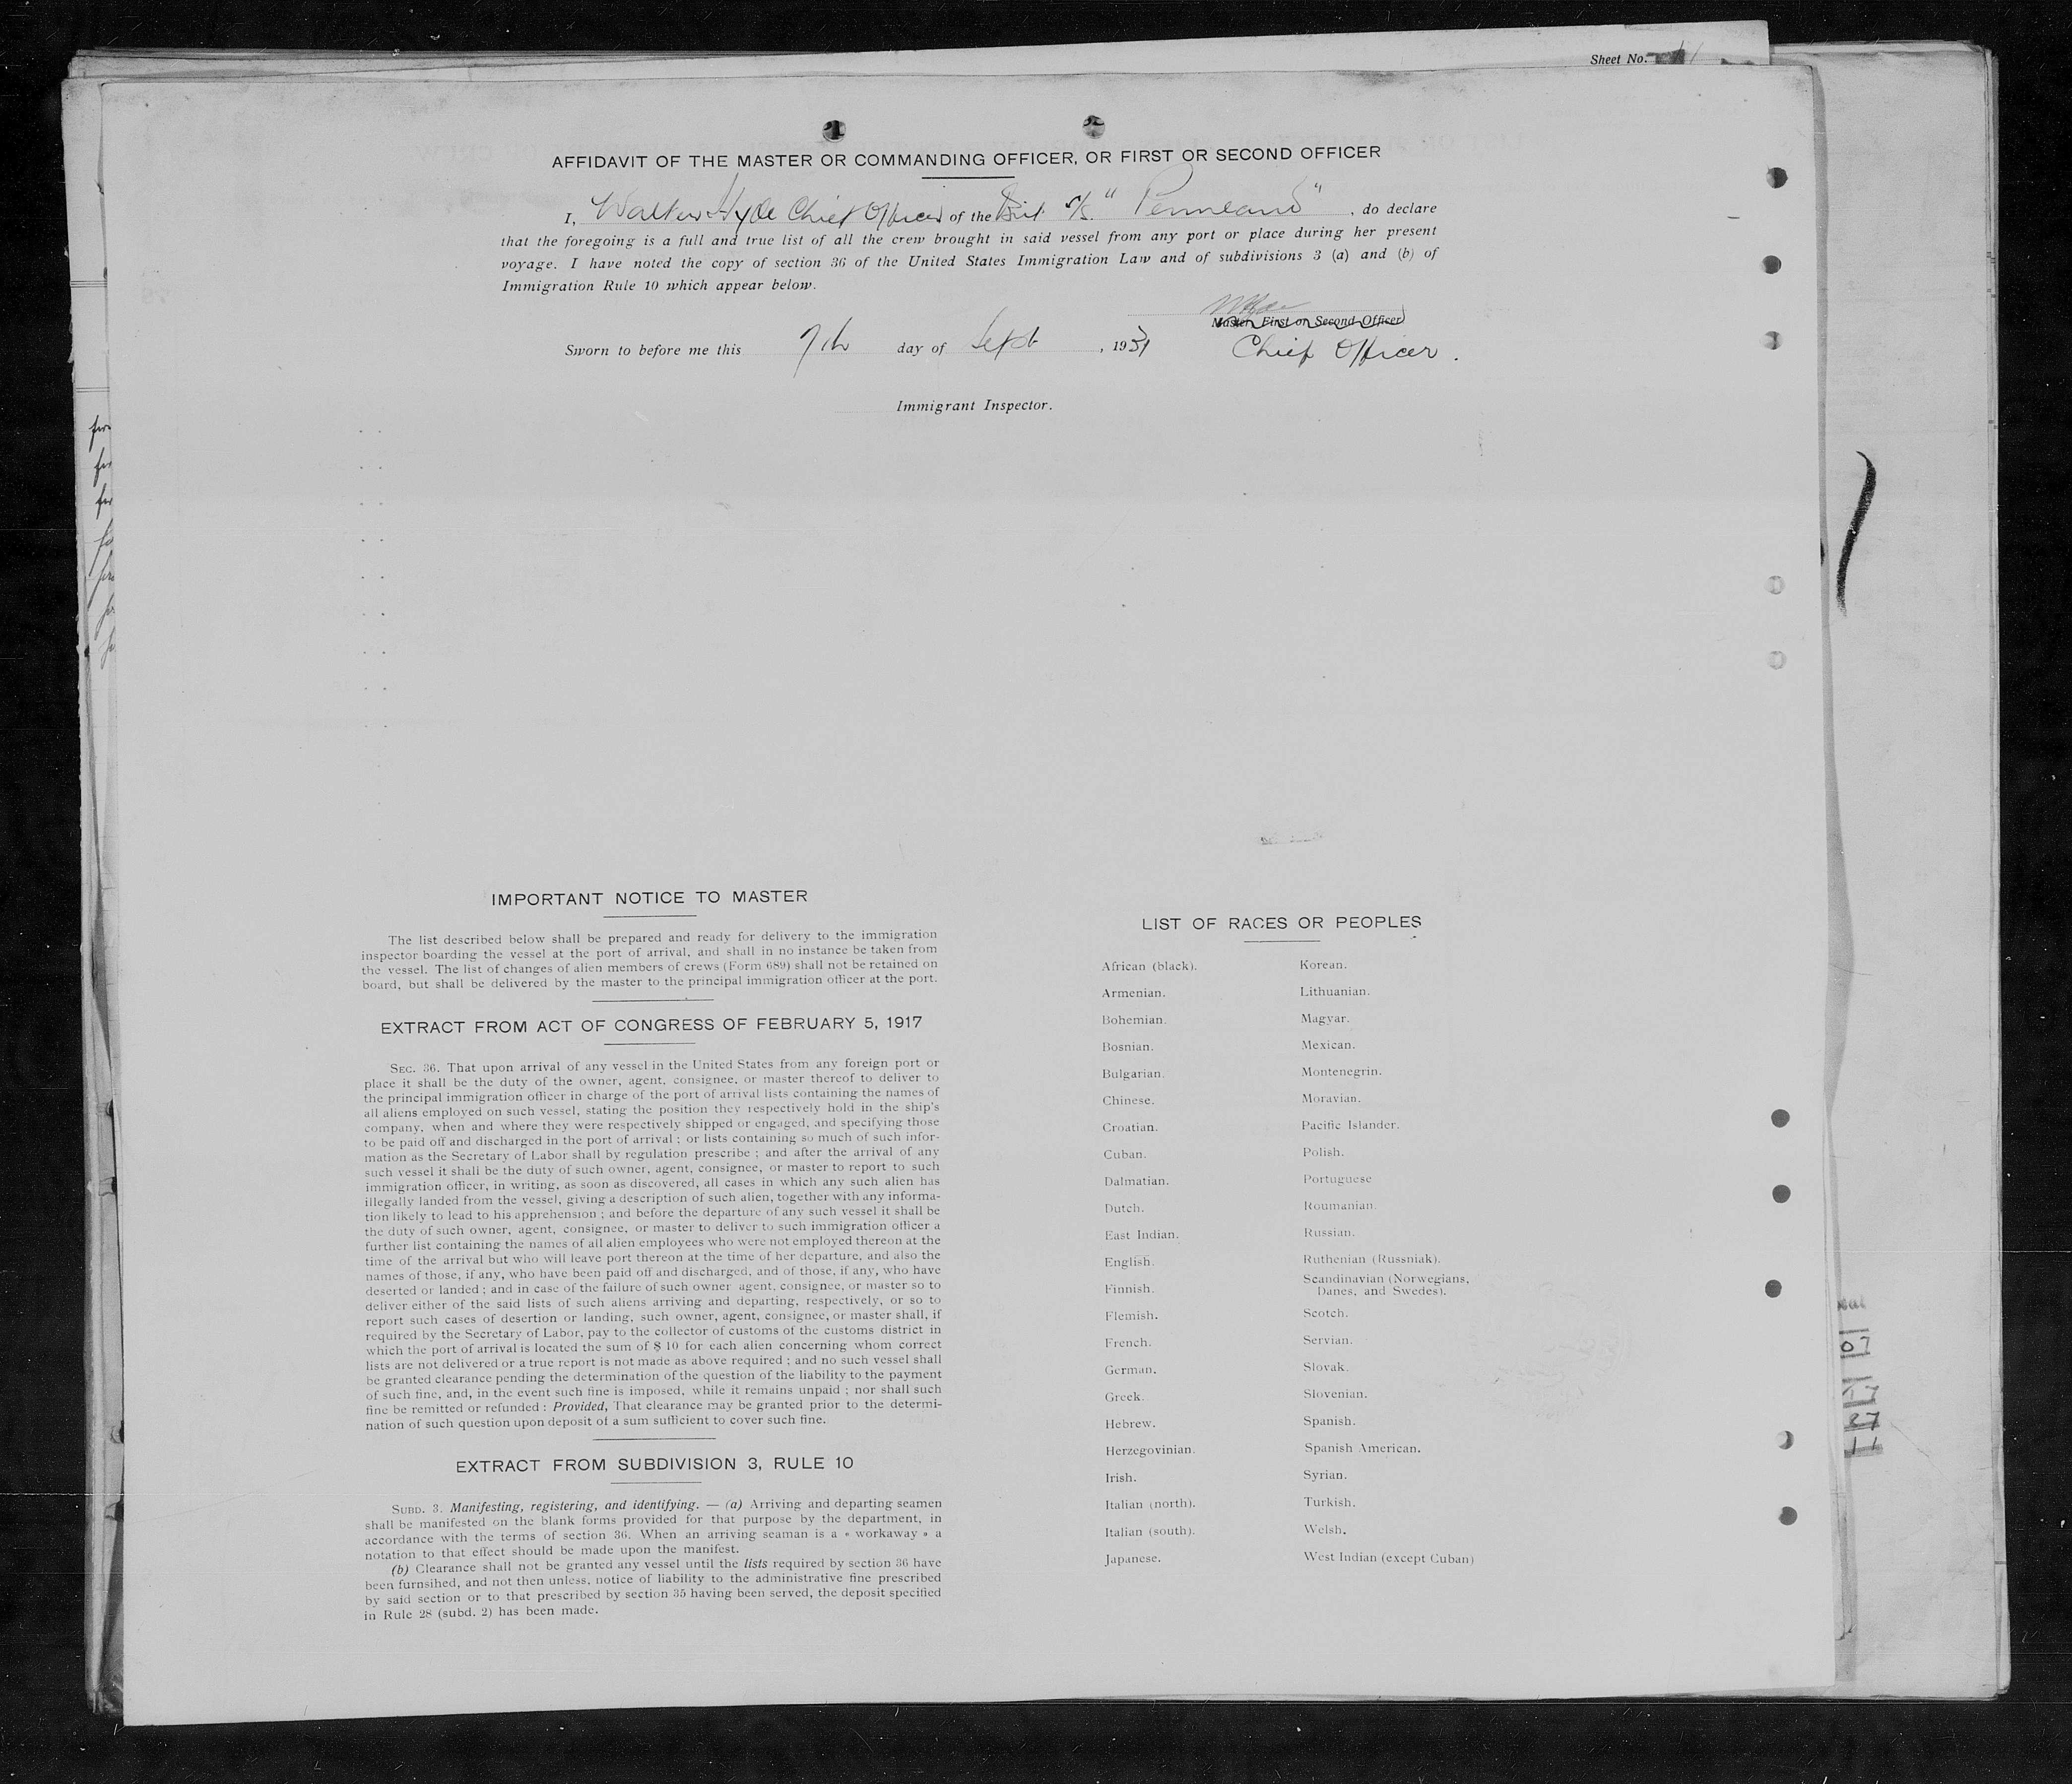 Sheet No.
AFFIDAVIT OF THE MASTER OR COMMANDING OFFICER, OR FIRST OR SECOND OFFICER
I, Walter Hyde Chief Officer of the Brit. S/S. "Pennland", do declare
that the foregoing is a full and true list of all the crew brought in said vessel from any port or place during her present
voyage. I have noted the copy of section 36 of the United States Immigration Law and of subdivisions 3 (a) and (b) of
Immigration Rule 10 which appear below.
Master, First or Second Officer
Sworn to before me this 7th day of Sept, 1931 Chief Officer.
Immigrant Inspector.
IMPORTANT NOTICE TO MASTER
The list described below shall be prepared and ready for delivery to the immigration
inspector boarding the vessel at the port of arrival, and shall in no instance be taken from
the vessel. The list of changes of alien members of crews (Form 689) shall not be retained on
board, but shall be delivered by the master to the principal immigration officer at the port.
EXTRACT FROM ACT OF CONGRESS OF FEBRUARY 5, 1917
SEC. 36. That upon arrival of any vessel in the United States from any foreign port or
place it shall be the duty of the owner, agent, consignee, or master thereof to deliver to
the principal immigration officer in charge of the port of arrival lists containing the names of
all aliens employed on such vessel, stating the position they respectively hold in the ship's
company, when and where they were respectively shipped or engaged, and specifying those
to be paid off and discharged in the port of arrival ; or lists containing so much of such infor-
mation as the Secretary of Labor shall by regulation prescribe ; and after the arrival of any
such vessel it shall be the duty of such owner, agent, consignee, or master to report to such
immigration officer, in writing, as soon as discovered, all cases in which any such alien has
illegally landed from the vessel, giving a description of such alien, together with any informa-
tion likely to lead to his apprehension ; and before the departure of any such vessel it shall be
the duty of such owner, agent, consignee, or master to deliver to such immigration officer a
further list containing the names of all alien employees who were not employed thereon at the
time of the arrival but who will leave port thereon at the time of her departure, and also the
names of those, if any, who have been paid off and discharged, and of those, if any, who have
deserted or landed ; and in case of the failure of such owner agent, consignee, or master so to
deliver either of the said lists of such aliens arriving and departing, respectively, or so to
report such cases of desertion or landing, such owner, agent, consignee, or master shall, if
required by the Secretary of Labor, pay to the collector of customs of the customs district in
which the port of arrival is located the sum of $ 10 for each alien concerning whom correct
lists are not delivered or a true report is not made as above required ; and no such vessel shall
be granted clearance pending the determination of the question of the liability to the payment
of such fine, and, in the event such fine is imposed, while it remains unpaid ; nor shall such
fine be remitted or refunded : Provided, That clearance may be granted prior to the determi-
nation of such question upon deposit of a sum sufficient to cover such fine.
EXTRACT FROM SUBDIVISION 3, RULE 10
SUBD. 3. Manifesting, registering, and identifying. — (a) Arriving and departing seamen
shall be manifested on the blank forms provided for that purpose by the department, in
accordance with the terms of section 36. When an arriving seaman is a « workaway » a
notation to that effect should be made upon the manifest.
(b) Clearance shall not be granted any vessel until the lists required by section 36 have
been furnsihed, and not then unless, notice of liability to the administrative fine prescribed
by said section or to that prescribed by section 35 having been served, the deposit specified
in Rule 28 (subd. 2) has been made.
LIST OF RACES OR PEOPLES
African (black).
Armenian.
Bohemian.
Bosnian.
Bulgarian.
Chinese.
Croatian.
Cuban.
Dalmatian.
Dutch.
East Indian.
English.
Finnish.
Flemish.
French.
German.
Greek.
Hebrew.
Herzegovinian.
Irish.
Italian (north).
Italian (south).
Japanese.
Korean.
Lithuanian.
Magyar.
Mexican.
Montenegrin.
Moravian.
Pacific Islander.
Polish.
Portuguese
Roumanian.
Russian.
Ruthenian (Russniak).
Scandinavian (Norwegians,
Danes, and Swedes).
Scotch.
Servian.
Slovak.
Slovenian.
Spanish.
Spanish American.
Syrian.
Turkish.
Welsh.
West Indian (except Cuban)